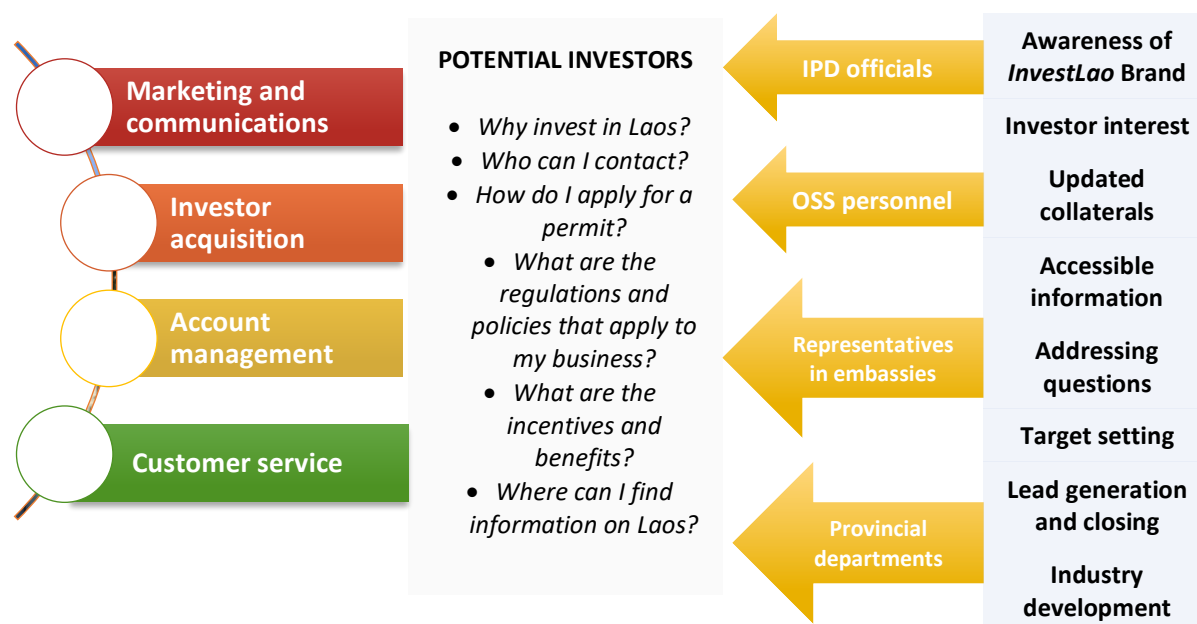 Marketing and
communications
Investor
acquisition
Account
management
Customer service
POTENTIAL INVESTORS
• Why invest in Laos?
• Who can I contact?
• How do I apply for a
permit?
• What are the
regulations and
policies that apply to
my business?
• What are the
incentives and
benefits?
• Where can I find
information on Laos?
IPD officials
OSS personnel
Representatives
in embassies
Provincial
departments
Awareness of
InvestLao Brand
Investor interest
Updated
collaterals
Accessible
information
Addressing
questions
Target setting
Lead generation
and closing
Industry
development